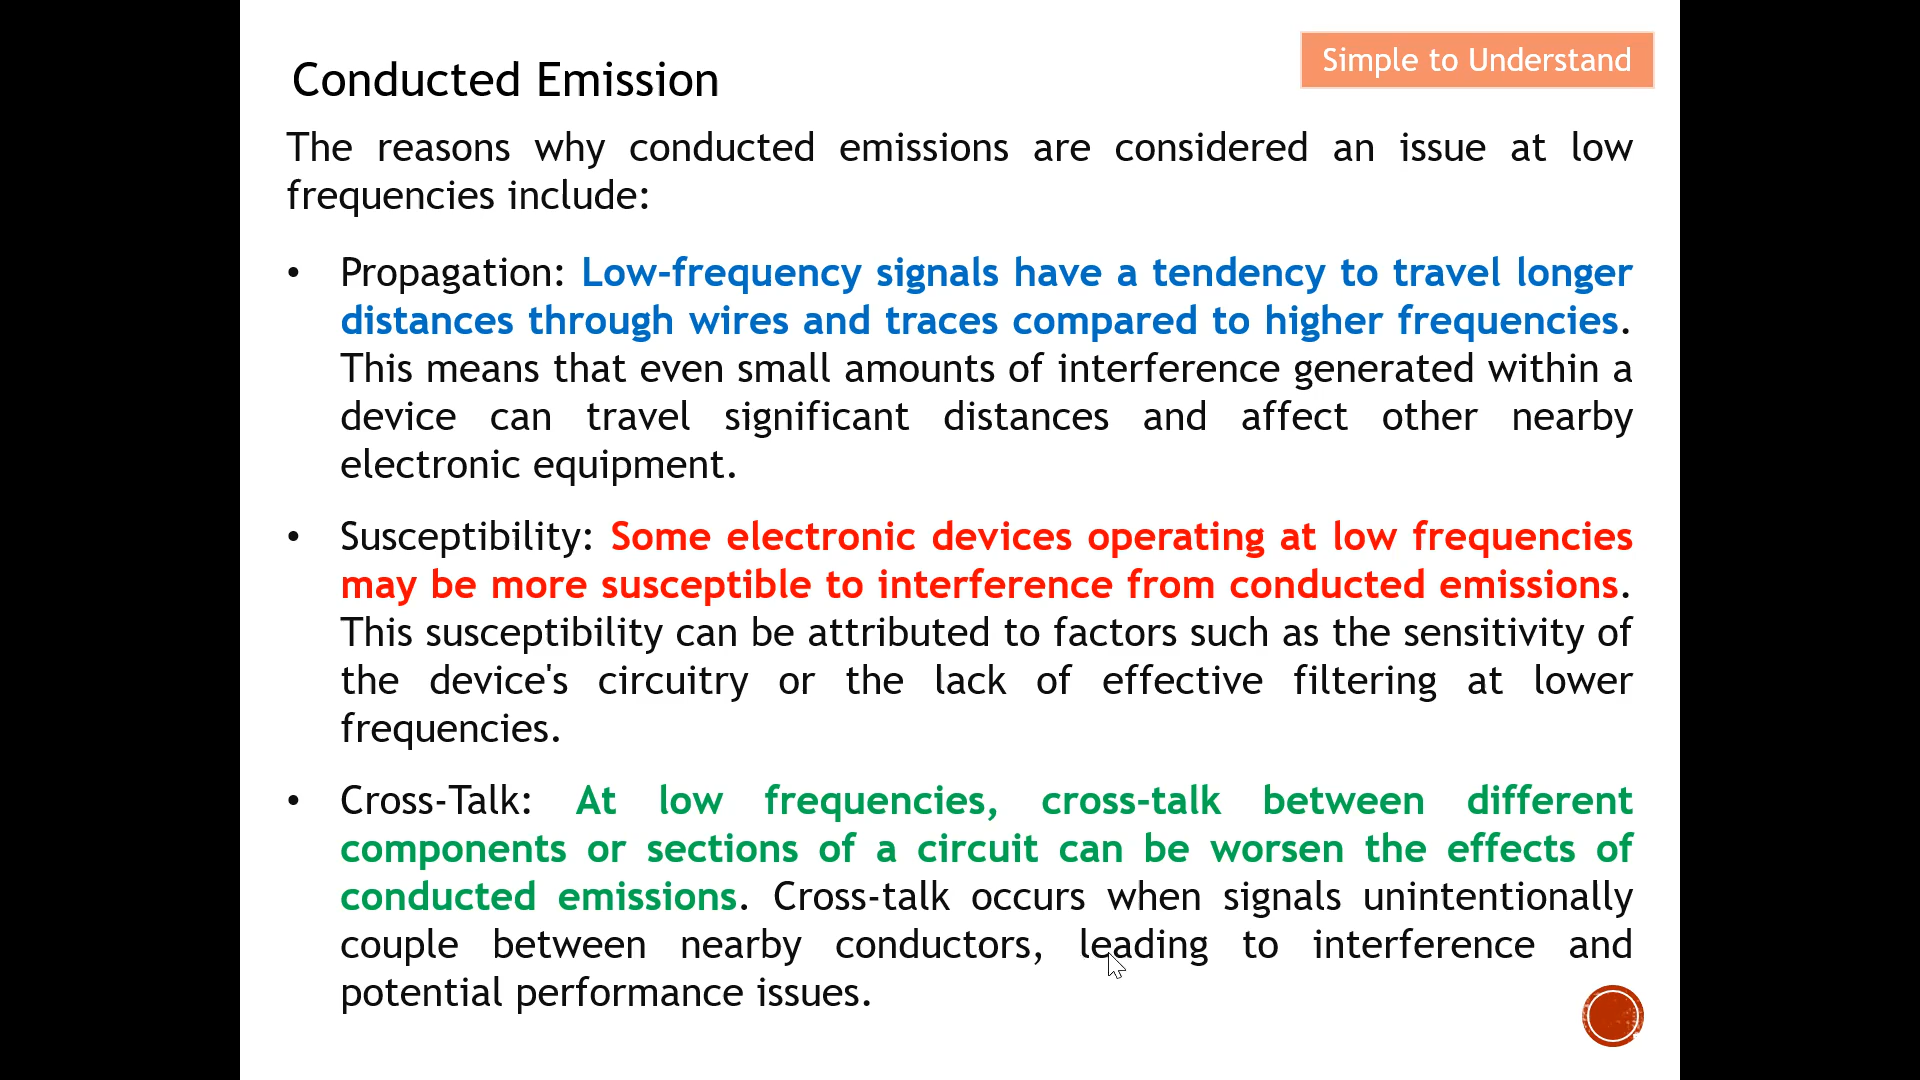 Simple to Understand
Conducted Emission
The reasons why conducted emissions are considered an issue at low
frequencies include:
• Propagation: Low-frequency signals have a tendency to travel longer
distances through wires and traces compared to higher frequencies.
This means that even small amounts of interference generated within a
device can travel significant distances and affect other nearby
electronic equipment.
• Susceptibility: Some electronic devices operating at low frequencies
may be more susceptible to interference from conducted emissions.
This susceptibility can be attributed to factors such as the sensitivity of
the device's circuitry or the lack of effective filtering at lower
frequencies.
• Cross-Talk: At low frequencies, cross-talk between different
components or sections of a circuit can be worsen the effects of
conducted emissions. Cross-talk occurs when signals unintentionally
couple between nearby conductors, leading to interference and
potential performance issues.